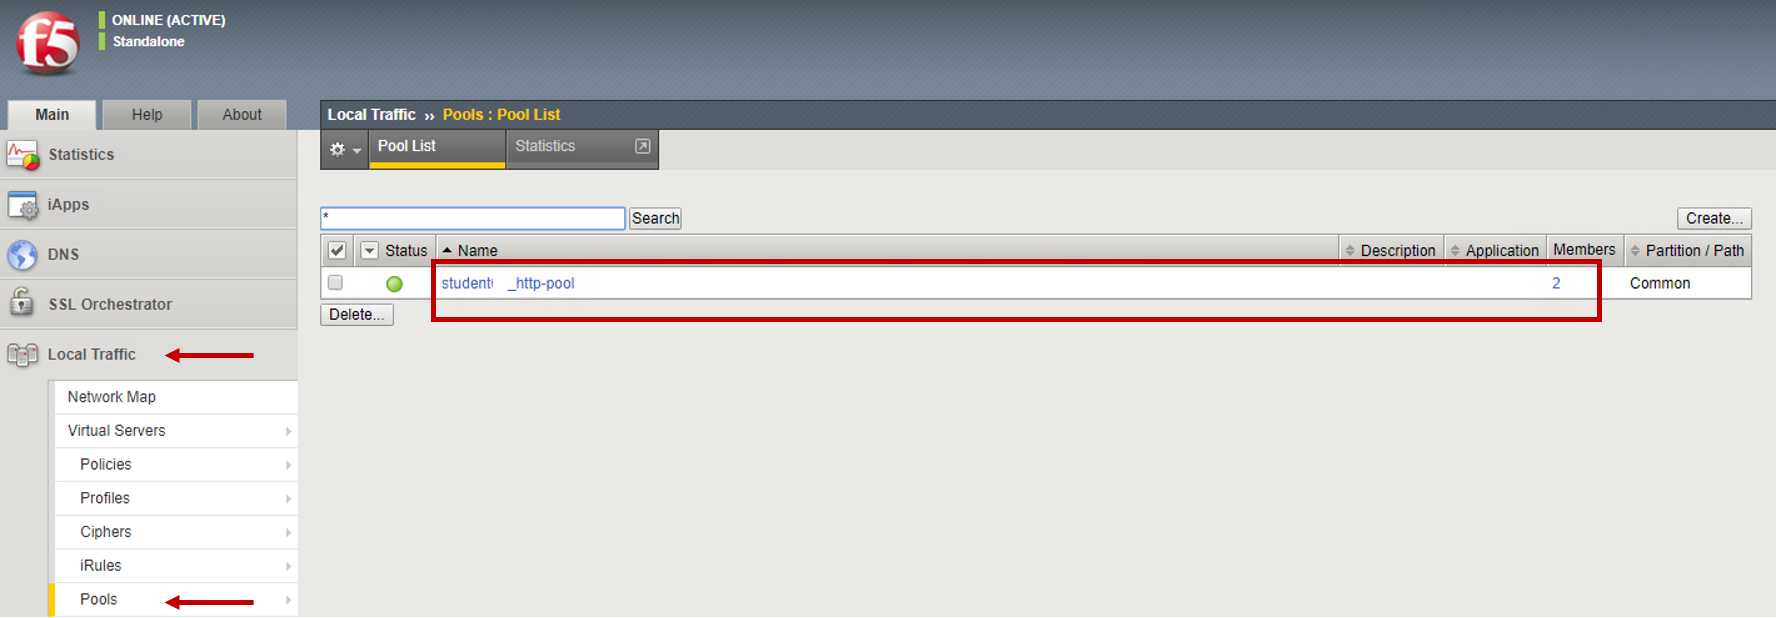 f5
ONLINE (ACTIVE)
Standalone
Main Help About
Local Traffic ›› Pools : Pool List
Pool List Statistics
Statistics
iApps
DNS
SSL Orchestrator
Local Traffic
Network Map
Virtual Servers
Policies
Profiles
Ciphers
iRules
Pools
* Search Create...
Status Name Description Application Members Partition / Path
student _http-pool 2 Common
Delete...